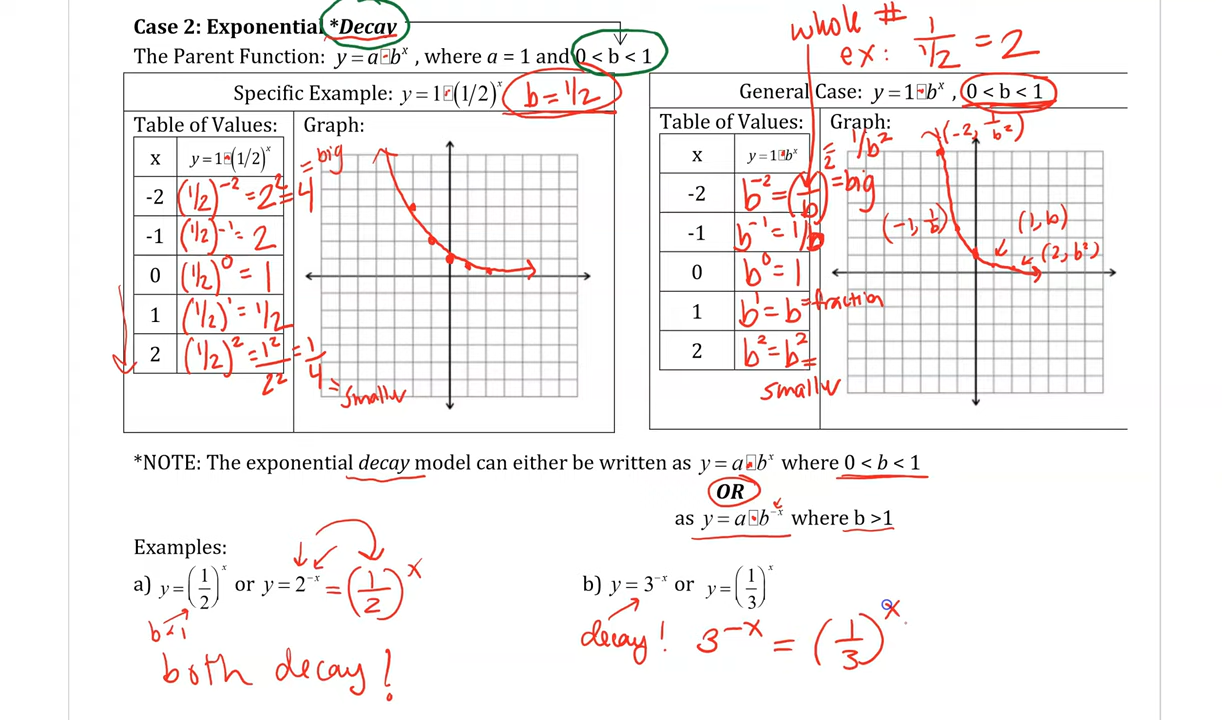 Case 2: Exponential *Decay
The Parent Function: y = a·b^x, where a = 1 and 0 < b < 1
whole #
ex: 1/(1/2) = 2
Specific Example: y = 1·(1/2)^x b = 1/2
Table of Values: Graph:
x y = 1·(1/2)^x
-2 (1/2)^-2 = 2^2 = 4 = big
-1 (1/2)^-1 = 2
0 (1/2)^0 = 1
1 (1/2)^1 = 1/2
2 (1/2)^2 = 1^2/2^2 = 1/4 = smaller
General Case: y = 1·b^x, 0 < b < 1
Table of Values: Graph:
x y = 1·b^x
-2 b^-2 = (1/b)^2 = 1/b^2 = big
-1 b^-1 = 1/b
0 b^0 = 1
1 b^1 = b = fraction
2 b^2 = b^2 = smaller
(-2, 1/b^2)
(-1, 1/b)
(1, b)
(2, b^2)
*NOTE: The exponential decay model can either be written as y = a·b^x where 0 < b < 1
OR
as y = a·b^-x where b >1
Examples:
a) y = (1/2)^x or y = 2^-x = (1/2)^x
b < 1
both decay!
b) y = 3^-x or y = (1/3)^x
decay! 3^-x = (1/3)^x